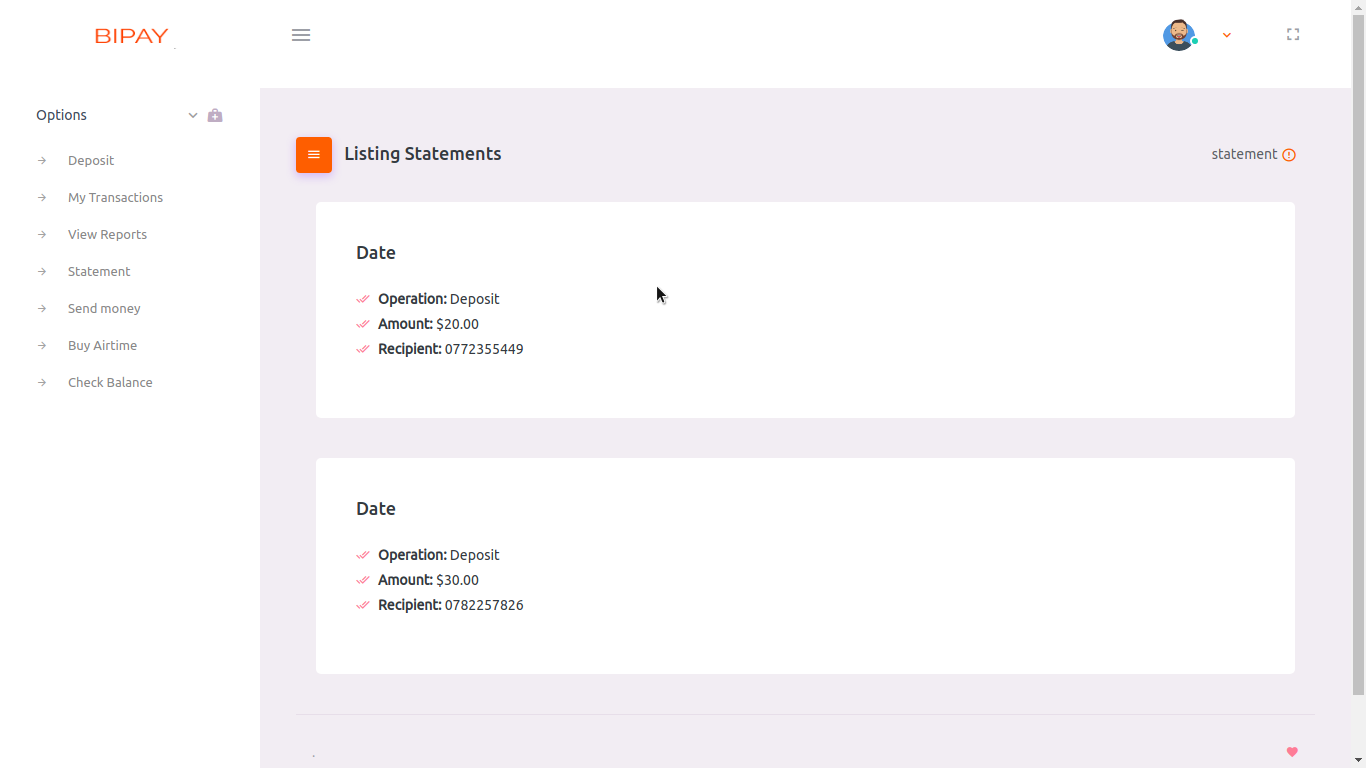 BIPAY
Options
Deposit
My Transactions
View Reports
Statement
Send money
Buy Airtime
Check Balance
Listing Statements
statement
Date
Operation: Deposit
Amount: $20.00
Recipient: 0772355449
Date
Operation: Deposit
Amount: $30.00
Recipient: 0782257826
.